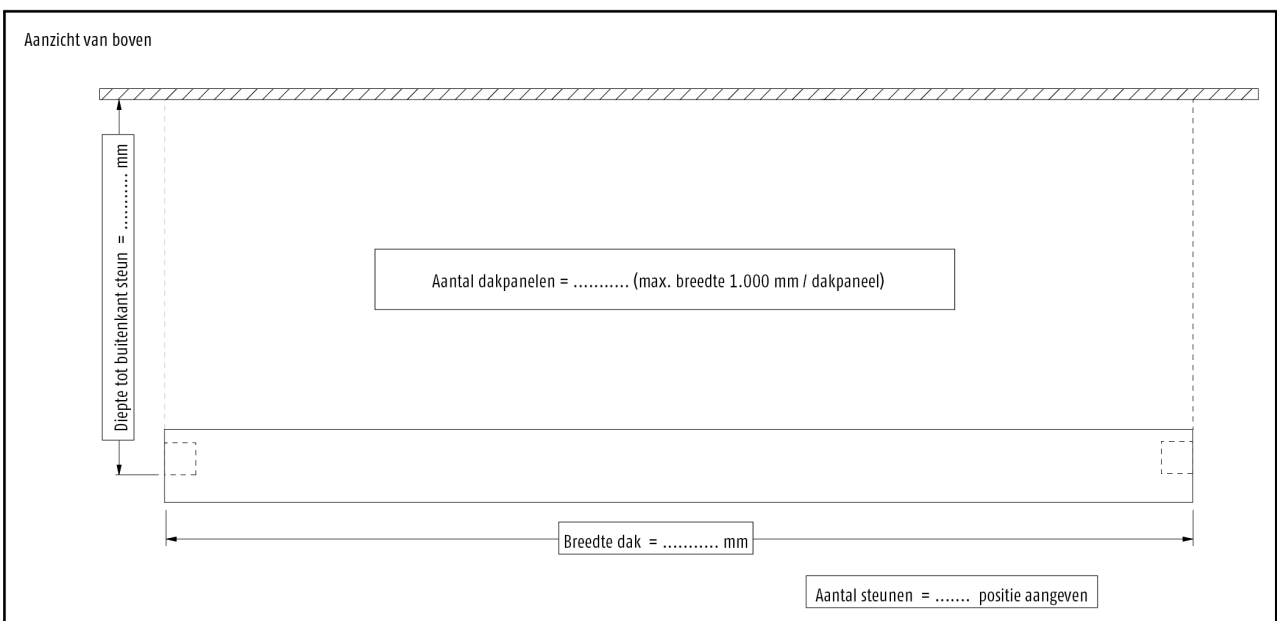 Aanzicht van boven
Diepte tot buitenkant steun = ........... mm
Aantal dakpanelen = ........... (max. breedte 1.000 mm / dakpaneel)
Breedte dak = ........... mm
Aantal steunen = ....... positie aangeven